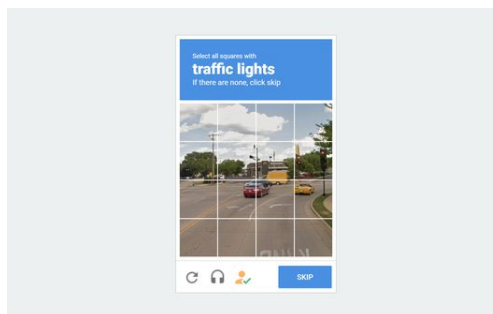 Select all squares with
traffic lights
If there are none, click skip
SKIP